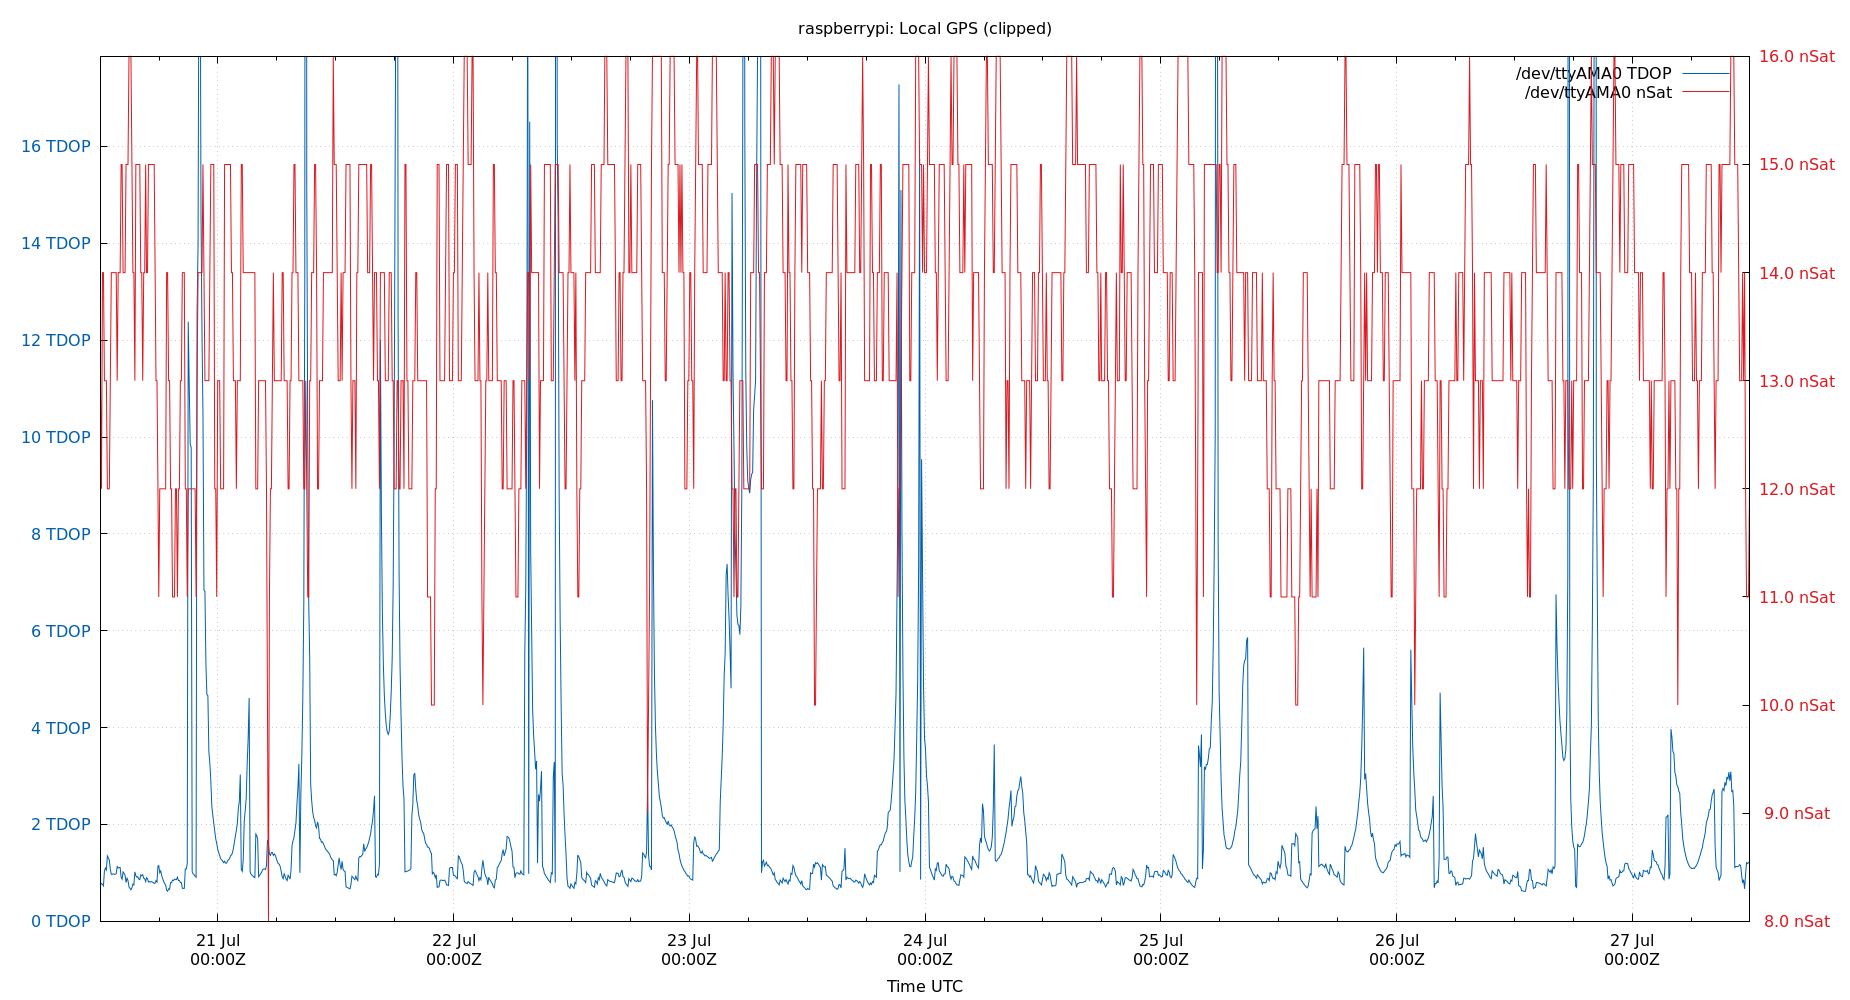 raspberrypi: Local GPS (clipped)
/dev/ttyAMA0 TDOP
/dev/ttyAMA0 nSat
16 TDOP
14 TDOP
12 TDOP
10 TDOP
8 TDOP
6 TDOP
4 TDOP
2 TDOP
0 TDOP
16.0 nSat
15.0 nSat
14.0 nSat
13.0 nSat
12.0 nSat
11.0 nSat
10.0 nSat
9.0 nSat
8.0 nSat
21 Jul
00:00Z
22 Jul
00:00Z
23 Jul
00:00Z
24 Jul
00:00Z
25 Jul
00:00Z
26 Jul
00:00Z
27 Jul
00:00Z
Time UTC